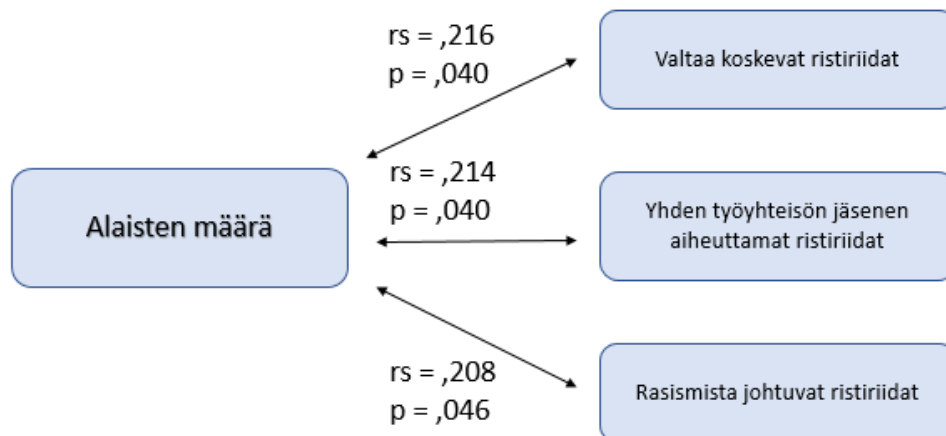 rs = ,216
p = ,040
Valtaa koskevat ristiriidat
Alaisten määrä
rs = ,214
p = ,040
Yhden työyhteisön jäsenen
aiheuttamat ristiriidat
rs = ,208
p = ,046
Rasismista johtuvat ristiriidat